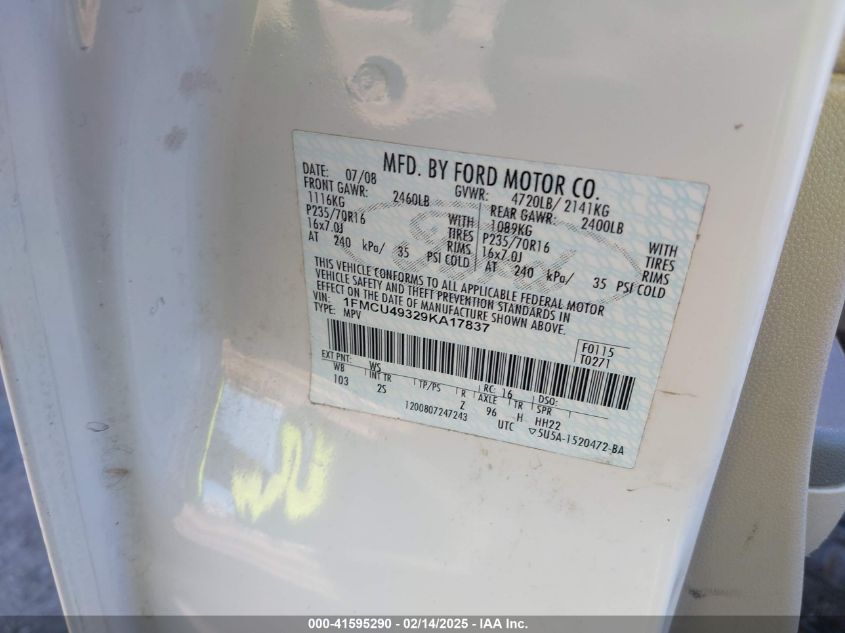 MFD. BY FORD MOTOR CO.
DATE: 07/08 GVWR: 4720LB/ 2141KG
FRONT GAWR: 2460LB REAR GAWR: 2400LB
1116KG WITH 1089KG WITH
P235/70R16 TIRES P235/70R16 TIRES
16x7.0J RIMS 16x7.0J RIMS
AT 240 kPa/ 35 PSI COLD AT 240 kPa/ 35 PSI COLD
THIS VEHICLE CONFORMS TO ALL APPLICABLE FEDERAL MOTOR
VEHICLE SAFETY AND THEFT PREVENTION STANDARDS IN
EFFECT ON THE DATE OF MANUFACTURE SHOWN ABOVE.
VIN: 1FMCU49329KA17837
TYPE: MPV
F0115
T0271
EXT PNT: WS RC: 16 DSO:
WB INT TR TP/PS R AXLE TR SPR
103 2S Z 96 H HH22
1200807247243 UTC ▽5U5A-1520472-BA
000-41595290 - 02/14/2025 - IAA Inc.